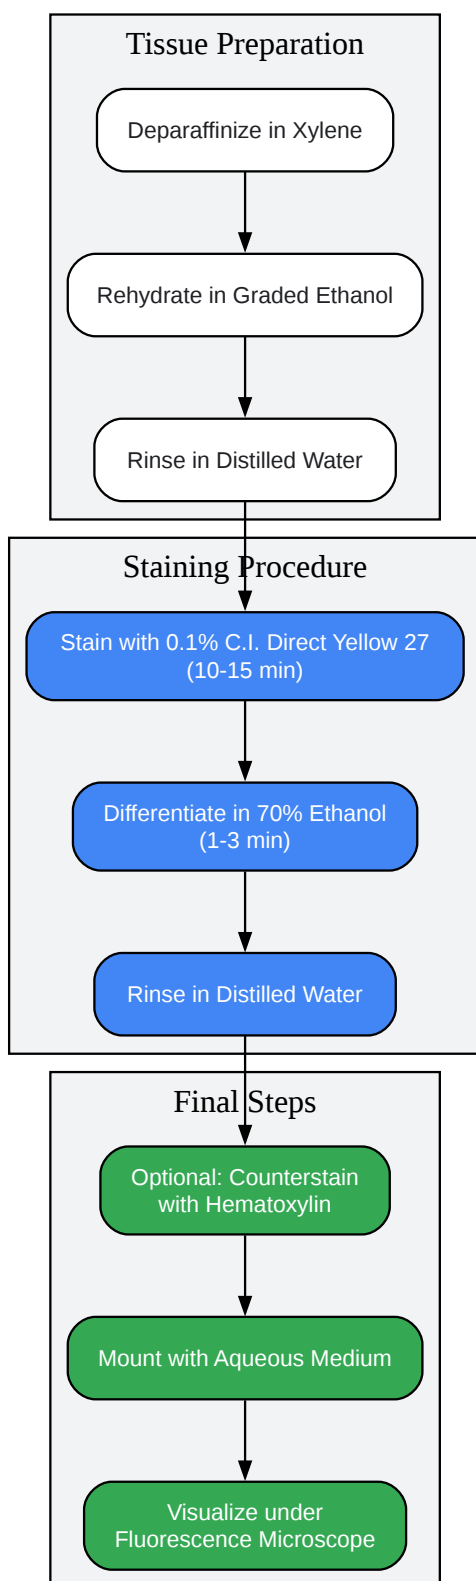 Tissue Preparation
Deparaffinize in Xylene
Rehydrate in Graded Ethanol
Rinse in Distilled Water
Staining Procedure
Stain with 0.1% C.I. Direct Yellow 27
(10-15 min)
Differentiate in 70% Ethanol
(1-3 min)
Rinse in Distilled Water
Final Steps
Optional: Counterstain
with Hematoxylin
Mount with Aqueous Medium
Visualize under
Fluorescence Microscope